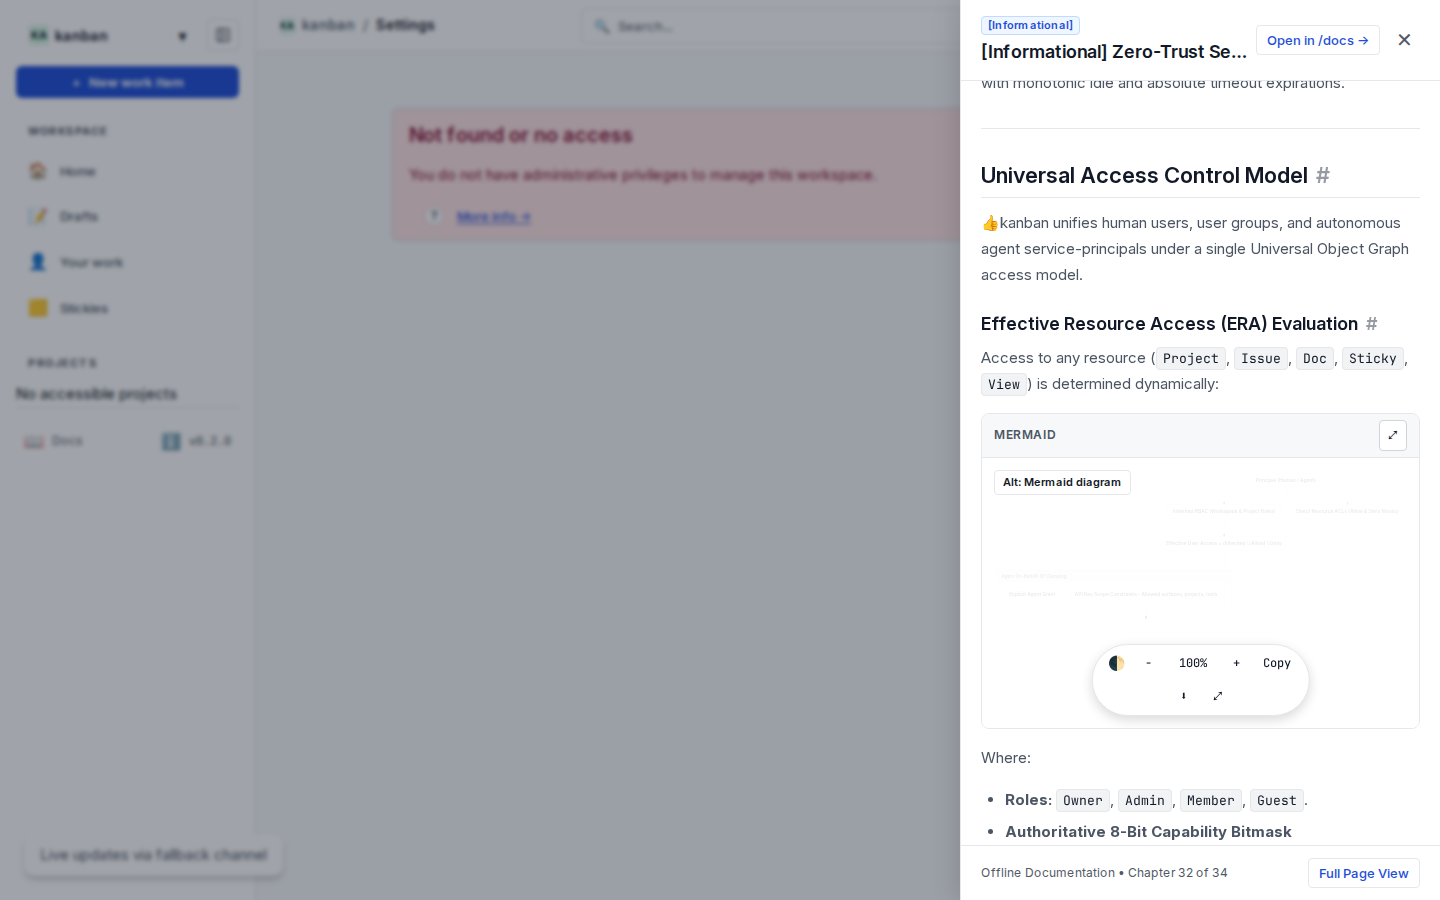 KA kanban ▼
+ New work item
WORKSPACE
🏠 Home
📝 Drafts
👤 Your work
🟨 Stickies
PROJECTS
No accessible projects
📖 Docs
v0.2.0
Live updates via fallback channel
KA kanban / Settings
🔍 Search...
Not found or no access
You do not have administrative privileges to manage this workspace.
? More info →
[Informational]
[Informational] Zero-Trust Se...
Open in /docs →
✕
with monotonic idle and absolute timeout expirations.
Universal Access Control Model #
👍kanban unifies human users, user groups, and autonomous
agent service-principals under a single Universal Object Graph
access model.
Effective Resource Access (ERA) Evaluation #
Access to any resource (Project, Issue, Doc, Sticky,
View) is determined dynamically:
MERMAID
Alt: Mermaid diagram
- 100% + Copy
Where:
• Roles: Owner, Admin, Member, Guest.
• Authoritative 8-Bit Capability Bitmask
Offline Documentation • Chapter 32 of 34
Full Page View